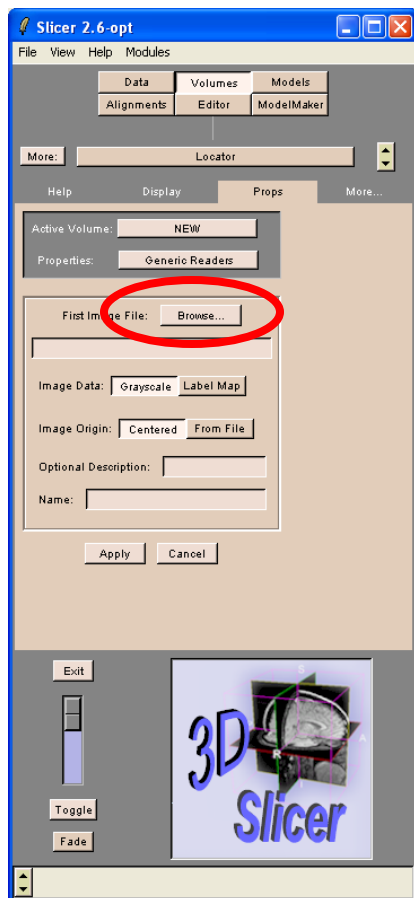 Slicer 2.6-opt
File View Help Modules
Data Volumes Models
Alignments Editor ModelMaker
More: Locator
Help Display Props More...
Active Volume: NEW
Properties: Generic Readers
First Image File: Browse...
Image Data: Grayscale Label Map
Image Origin: Centered From File
Optional Description:
Name:
Apply Cancel
Exit
Toggle
Fade
S
A
R
I
3D
Slicer